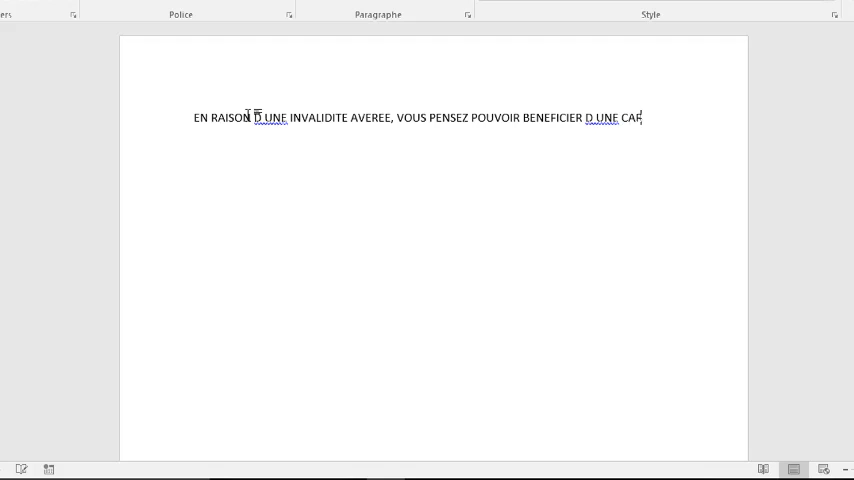 ers Police Paragraphe Style
EN RAISON D UNE INVALIDITE AVEREE, VOUS PENSEZ POUVOIR BENEFICIER D UNE CAF